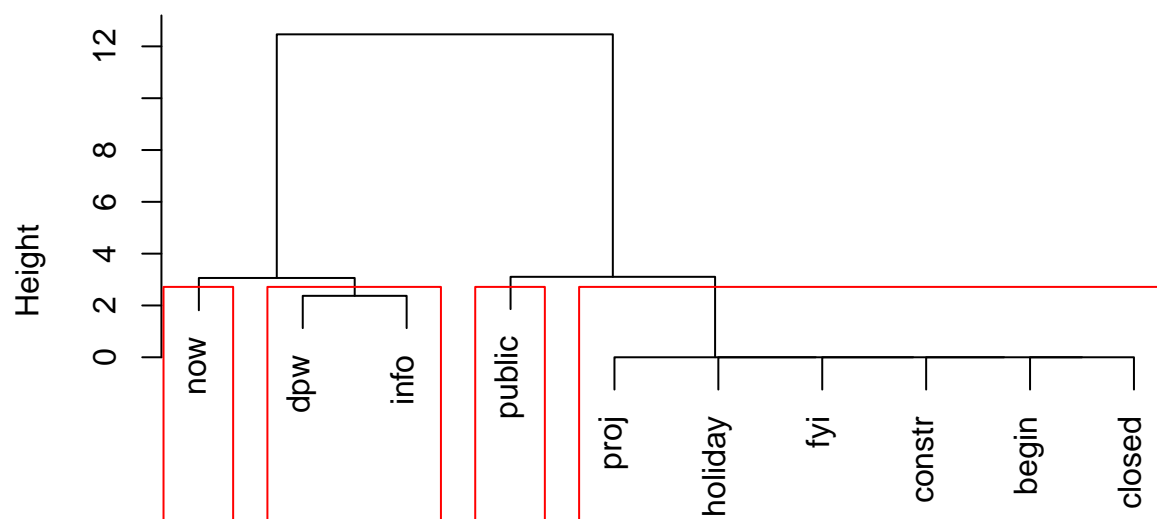 Height
12
8
6
4
2
0
now
dpw
info
public
proj
holiday
fyi
constr
begin
closed